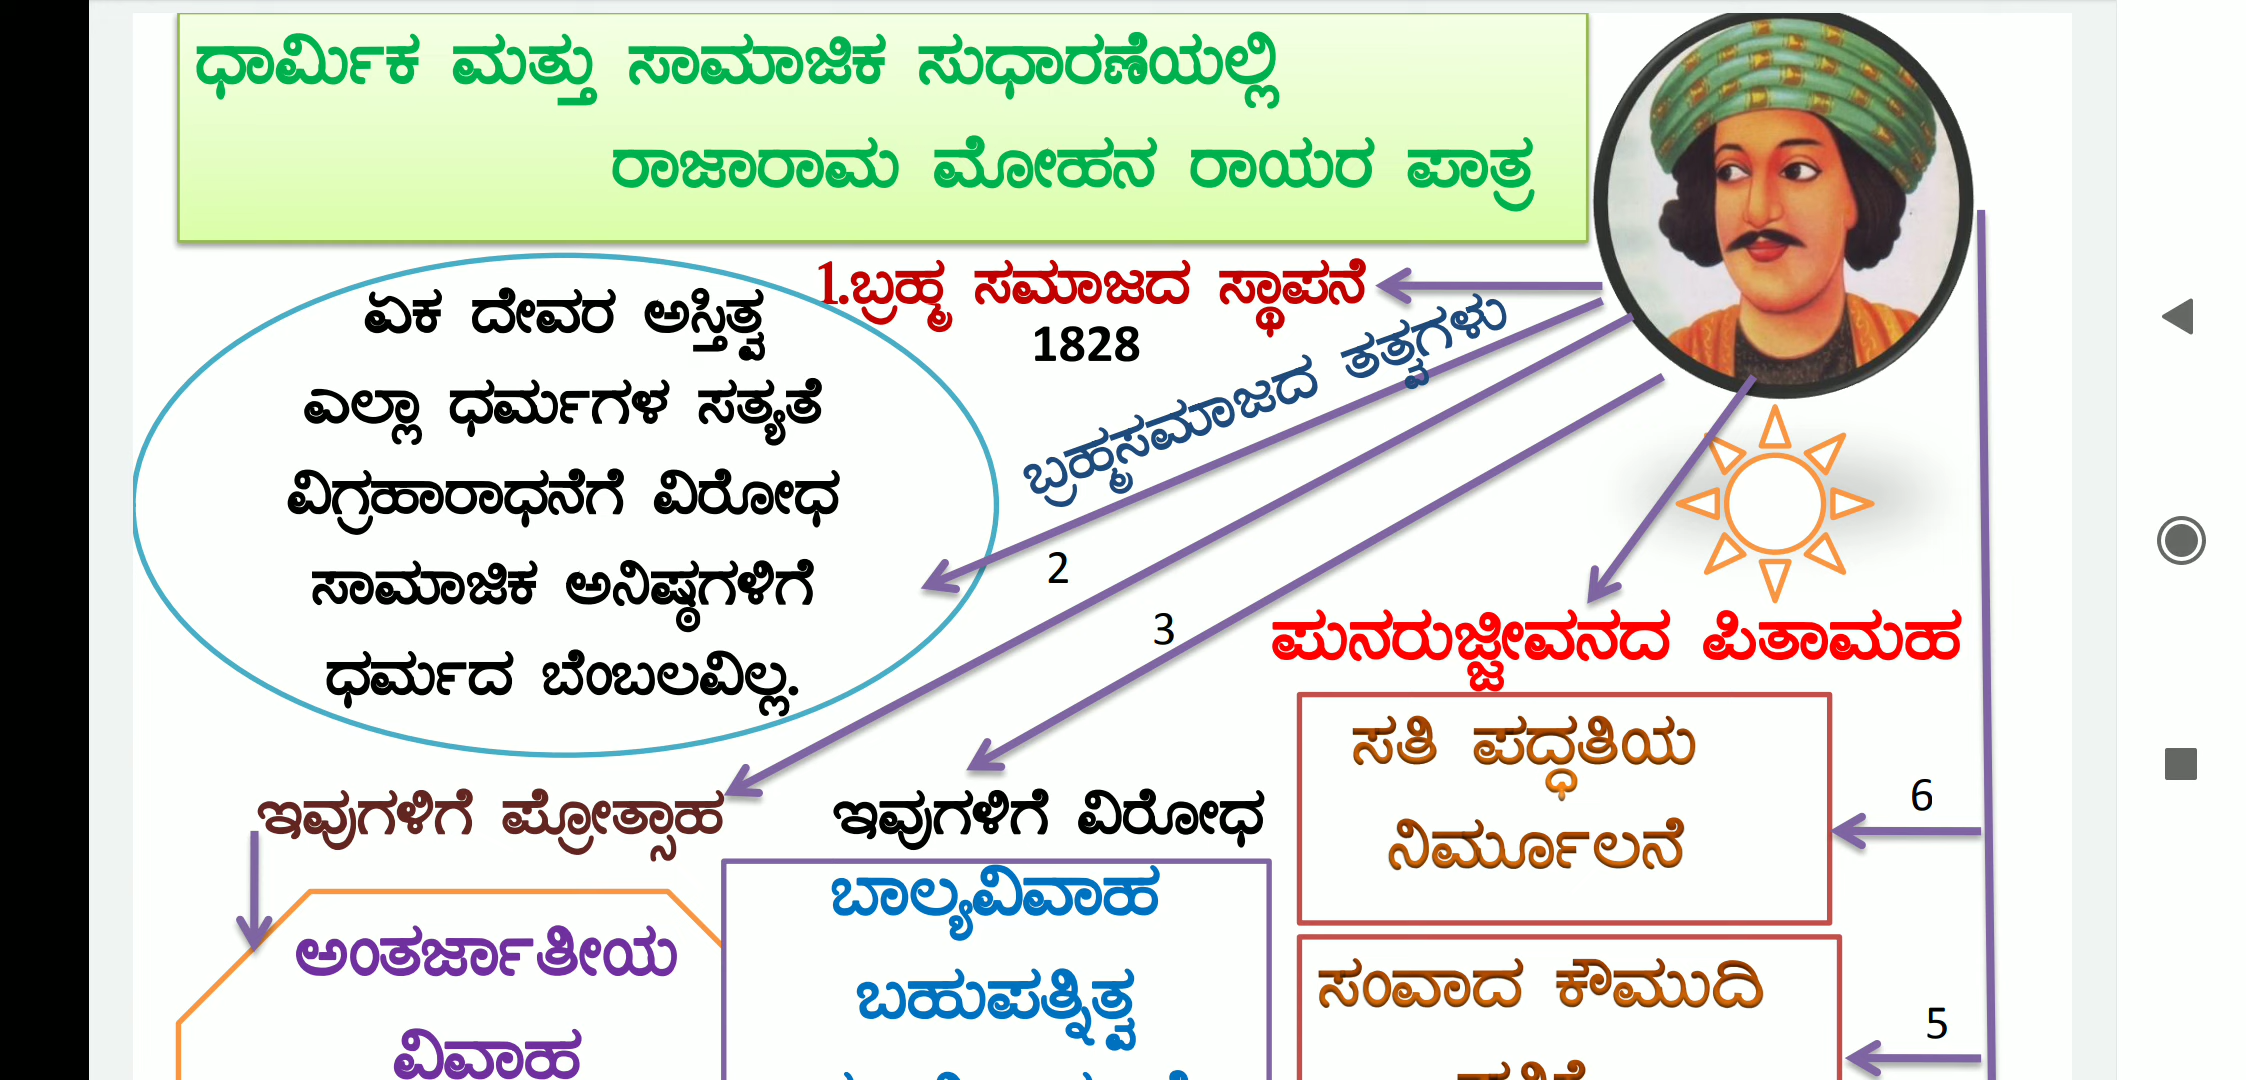 ಧಾರ್ಮಿಕ ಮತ್ತು ಸಾಮಾಜಿಕ ಸುಧಾರಣೆಯಲ್ಲಿ
ರಾಜಾರಾಮ ಮೋಹನ ರಾಯರ ಪಾತ್ರ
1.ಬ್ರಹ್ಮ ಸಮಾಜದ ಸ್ಥಾಪನೆ
1828
ಬ್ರಹ್ಮಸಮಾಜದ ತತ್ವಗಳು
ಏಕ ದೇವರ ಅಸ್ತಿತ್ವ
ಎಲ್ಲಾ ಧರ್ಮಗಳ ಸತ್ಯತೆ
ವಿಗ್ರಹಾರಾಧನೆಗೆ ವಿರೋಧ
ಸಾಮಾಜಿಕ ಅನಿಷ್ಠಗಳಿಗೆ
ಧರ್ಮದ ಬೆಂಬಲವಿಲ್ಲ.
2
3
ಪುನರುಜ್ಜೀವನದ ಪಿತಾಮಹ
ಇವುಗಳಿಗೆ ಪ್ರೋತ್ಸಾಹ
ಅಂತರ್ಜಾತೀಯ
ವಿವಾಹ
ಇವುಗಳಿಗೆ ವಿರೋಧ
ಬಾಲ್ಯವಿವಾಹ
ಬಹುಪತ್ನಿತ್ವ
ಸತಿ ಪದ್ಧತಿಯ
ನಿರ್ಮೂಲನೆ
6
ಸಂವಾದ ಕೌಮುದಿ
5